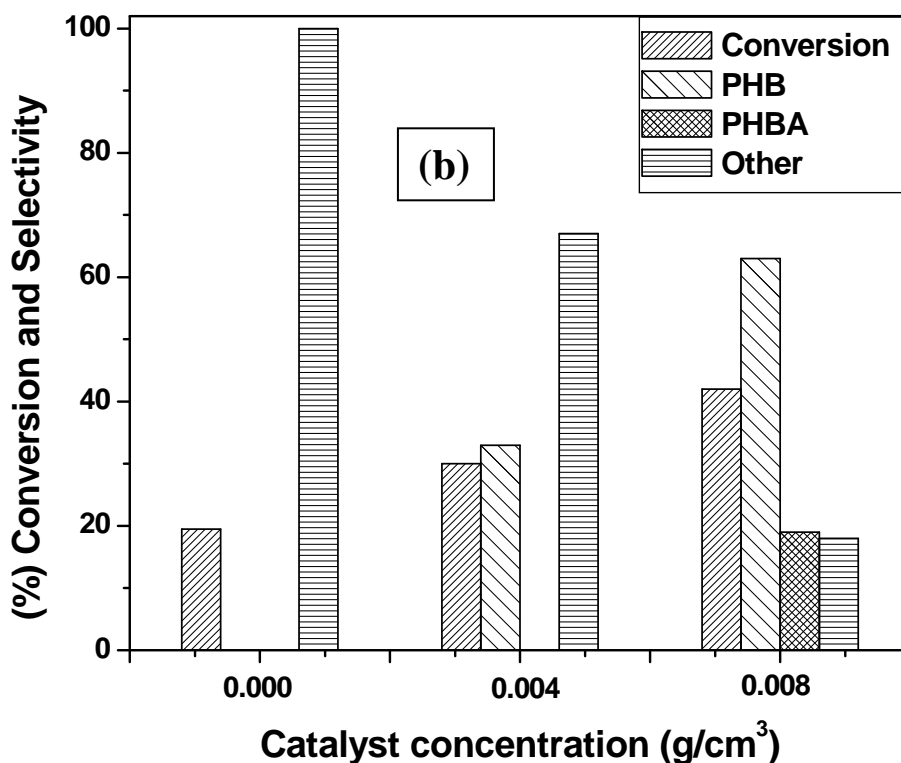 100
80
60
40
20
0
(%) Conversion and Selectivity
(b)
Conversion
PHB
PHBA
Other
0.000
0.004
0.008
Catalyst concentration (g/cm³)